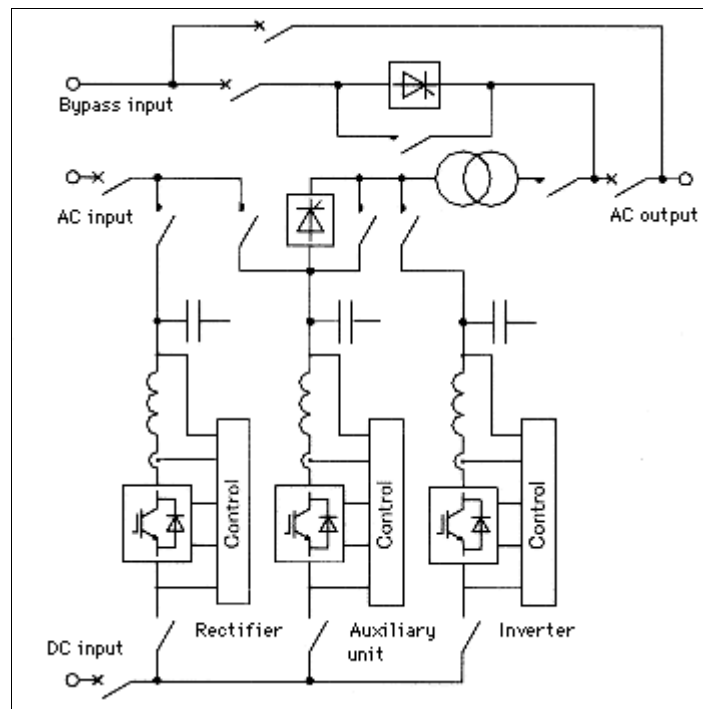 Bypass input
AC input
AC output
Control
Control
Control
Rectifier
Auxiliary
unit
Inverter
DC input